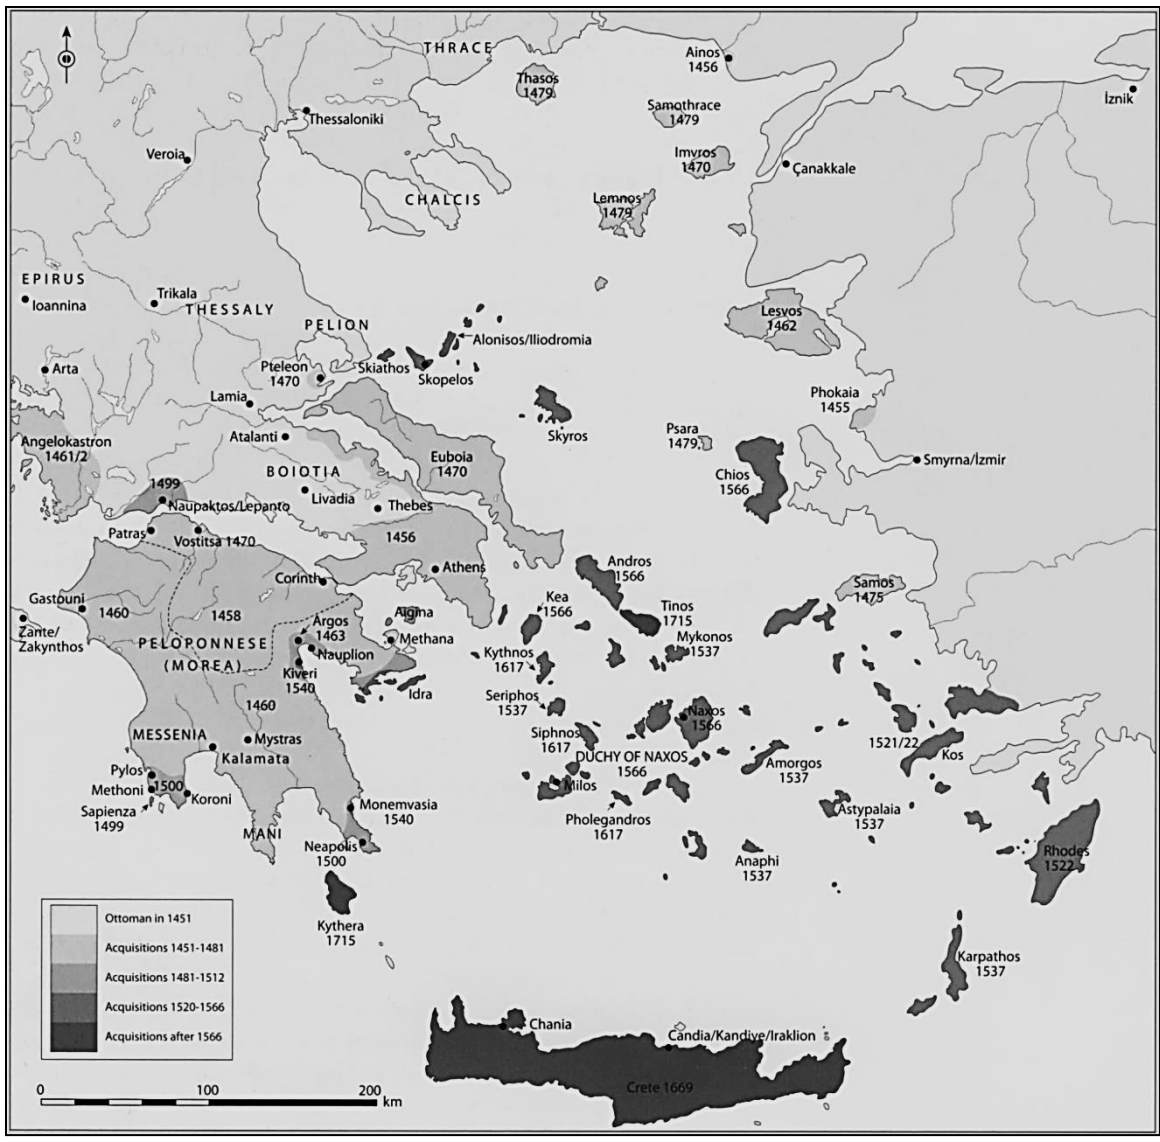 THRACE
Ainos
1456
Thasos
1479
İznik
Samothrace
1479
Thessaloniki
Veroia
Imvros
1470
Çanakkale
CHALCIS
Lemnos
1479
EPIRUS
Ioannina
Trikala
THESSALY
Lesvos
1462
PELION
Alonisos/Iliodromia
Arta
Pteleon
1470
Skiathos
Skopelos
Lamia
Phokaia
1455
Angelokastron
1461/2
Atalanti
Skyros
Psara
1479
Euboia
1470
BOIOTIA
Chios
1566
Smyrna/İzmir
1499
Livadia
Naupaktos/Lepanto
Thebes
Patras
Vostitsa 1470
1456
Athens
Andros
1566
Corinth
Samos
1475
Gastouni
1460
1458
Kea
1566
Tinos
1715
Aigina
Argos
1463
Zante/
Zakynthos
PELOPONNESE
(MOREA)
Methana
Mykonos
1537
Nauplion
Kythnos
1617
Kiveri
1540
Idra
1460
Seriphos
1537
Naxos
1566
MESSENIA
Mystras
Siphnos
1617
1521/22
Kalamata
DUCHY OF NAXOS
1566
Kos
Amorgos
1537
Pylos
Methoni
1500
Koroni
Milos
Sapienza
1499
Monemvasia
1540
Pholegandros
1617
Astypalaia
1537
MANI
Neapolis
1500
Anaphi
1537
Rhodes
1522
Kythera
1715
Karpathos
1537
Ottoman in 1451
Acquisitions 1451-1481
Acquisitions 1481-1512
Acquisitions 1520-1566
Acquisitions after 1566
Chania
Candia/Kandiye/Iraklion
Crete 1669
0 100 200
km